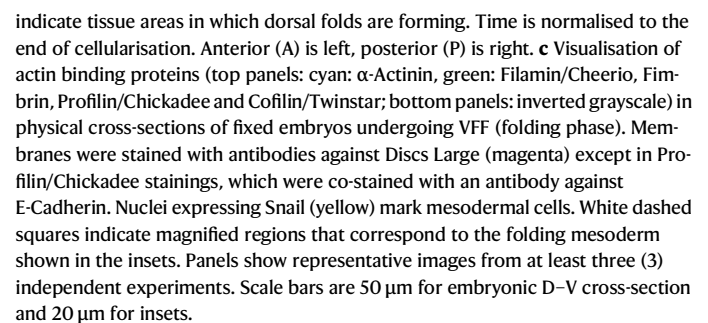 indicate tissue areas in which dorsal folds are forming. Time is normalised to the
end of cellularisation. Anterior (A) is left, posterior (P) is right. c Visualisation of
actin binding proteins (top panels: cyan: α-Actinin, green: Filamin/Cheerio, Fim-
brin, Profilin/Chickadee and Cofilin/Twinstar; bottom panels: inverted grayscale) in
physical cross-sections of fixed embryos undergoing VFF (folding phase). Mem-
branes were stained with antibodies against Discs Large (magenta) except in Pro-
filin/Chickadee stainings, which were co-stained with an antibody against
E-Cadherin. Nuclei expressing Snail (yellow) mark mesodermal cells. White dashed
squares indicate magnified regions that correspond to the folding mesoderm
shown in the insets. Panels show representative images from at least three (3)
independent experiments. Scale bars are 50 μm for embryonic D–V cross-section
and 20 μm for insets.